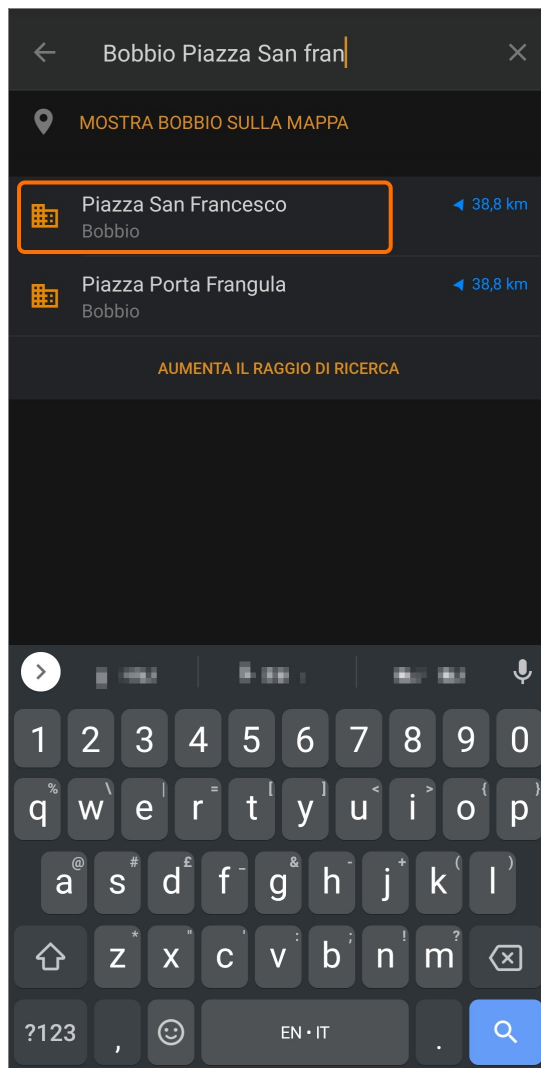 Bobbio Piazza San fran
MOSTRA BOBBIO SULLA MAPPA
Piazza San Francesco
38,8 km
Bobbio
Piazza Porta Frangula
38,8 km
Bobbio
AUMENTA IL RAGGIO DI RICERCA
1 2 3 4 5 6 7 8 9 0
% \ | = [ ] < > { }
q w e r t y u i o p
@ # £ _ & - + ( )
a s d f g h j k l
* " ' : ; ! ?
z x c v b n m
?123 , EN • IT .